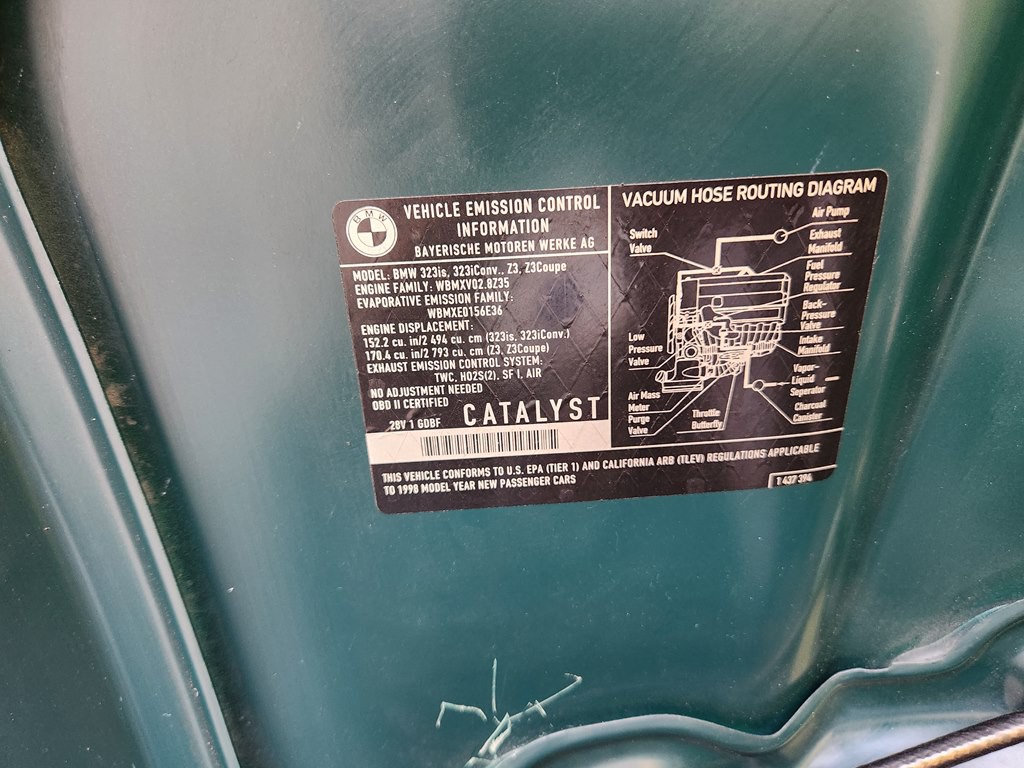 BMW
VEHICLE EMISSION CONTROL
INFORMATION
BAYERISCHE MOTOREN WERKE AG
MODEL: BMW 323is, 323iConv., Z3, Z3Coupe
ENGINE FAMILY: WBMXV02.8Z35
EVAPORATIVE EMISSION FAMILY:
WBMXE0156E36
ENGINE DISPLACEMENT:
152.2 cu. in/2 494 cu. cm (323is, 323iConv.)
170.4 cu. in/2 793 cu. cm (Z3, Z3Coupe)
EXHAUST EMISSION CONTROL SYSTEM:
TWC, HO2S(2), SFI, AIR
NO ADJUSTMENT NEEDED
OBD II CERTIFIED
28V 1 GDBF
CATALYST
VACUUM HOSE ROUTING DIAGRAM
Air Pump
Switch
Valve
Exhaust
Manifold
Fuel
Pressure
Regulator
Back-
Pressure
Valve
Low
Pressure
Valve
Intake
Manifold
Vapor-
Liquid
Seperator
Air Mass
Meter
Purge
Valve
Throttle
Butterfly
Charcoal
Canister
THIS VEHICLE CONFORMS TO U.S. EPA (TIER 1) AND CALIFORNIA ARB (TLEV) REGULATIONS APPLICABLE
TO 1998 MODEL YEAR NEW PASSENGER CARS
1 437 394